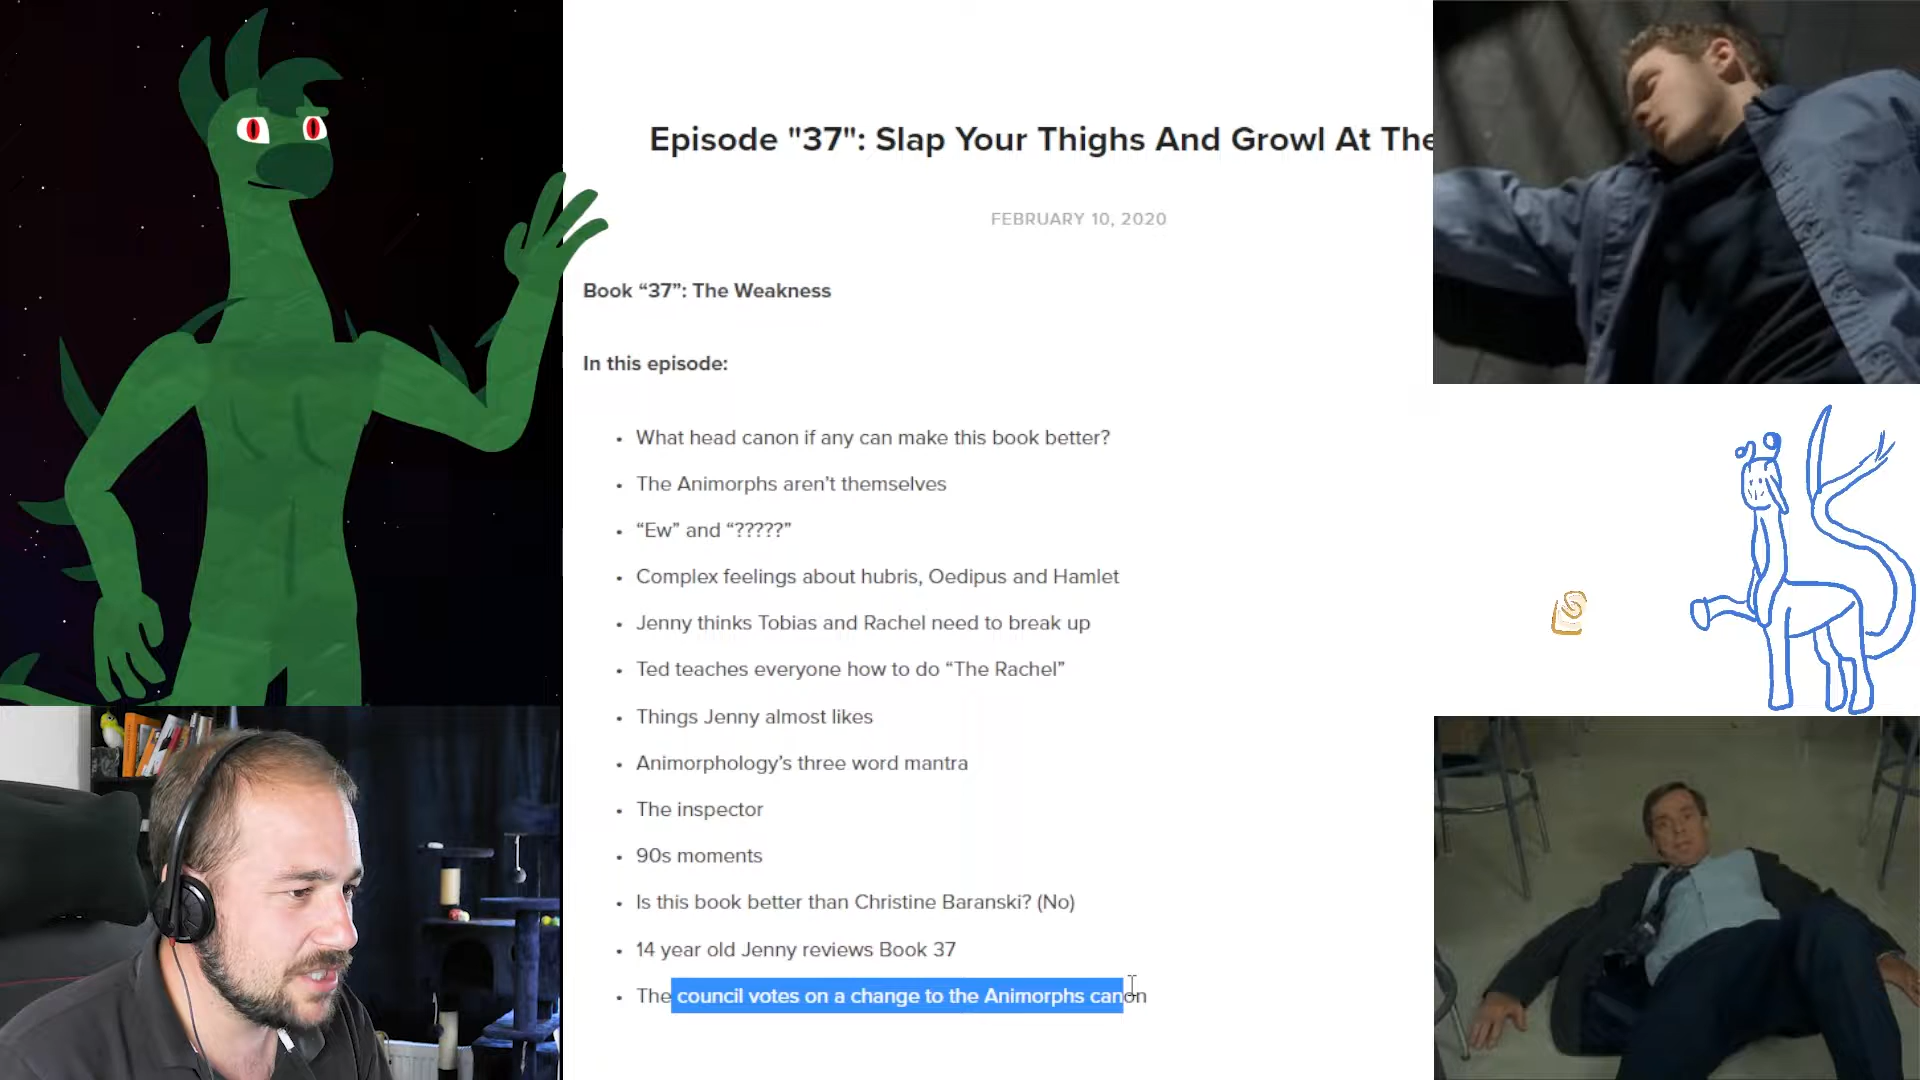 Episode "37": Slap Your Thighs And Growl At The
FEBRUARY 10, 2020
Book “37”: The Weakness
In this episode:
What head canon if any can make this book better?
The Animorphs aren’t themselves
“Ew” and “?????”
Complex feelings about hubris, Oedipus and Hamlet
Jenny thinks Tobias and Rachel need to break up
Ted teaches everyone how to do “The Rachel”
Things Jenny almost likes
Animorphology’s three word mantra
The inspector
90s moments
Is this book better than Christine Baranski? (No)
14 year old Jenny reviews Book 37
The council votes on a change to the Animorphs canon